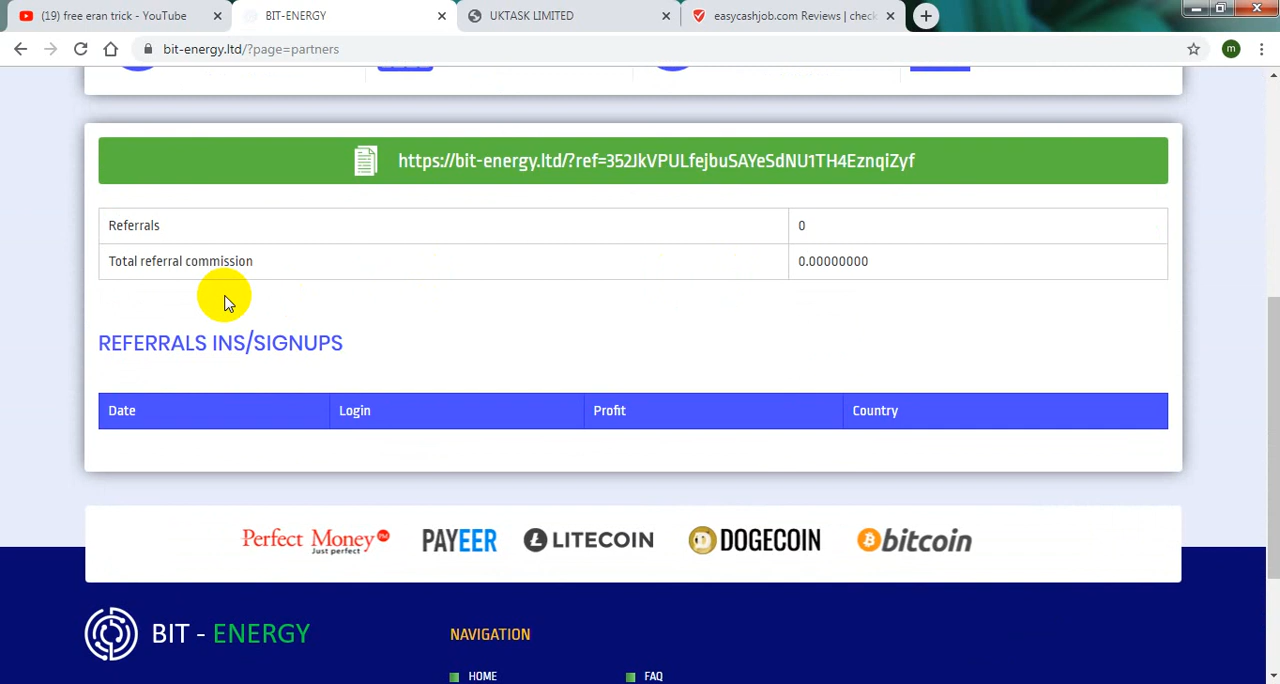 (19) free eran trick - YouTube
BIT-ENERGY
UKTASK LIMITED
easycashjob.com Reviews | check
bit-energy.ltd/?page=partners
m
https://bit-energy.ltd/?ref=352JkVPULfejbuSAYeSdNU1TH4EznqiZyf
Referrals 0
Total referral commission 0.00000000
REFERRALS INS/SIGNUPS
Date Login Profit Country
Perfect Money PM
Just perfect
PAYEER
LITECOIN
DOGECOIN
bitcoin
BIT - ENERGY
NAVIGATION
HOME FAQ